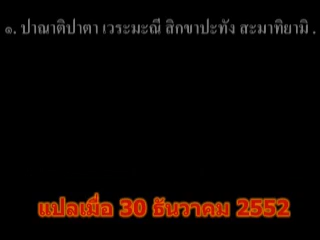 ๑. ปาณาติปาตา เวระมะณี สิกขาปะทัง สะมาทิยามิ .
แปลเมื่อ 30 ธันวาคม 2552